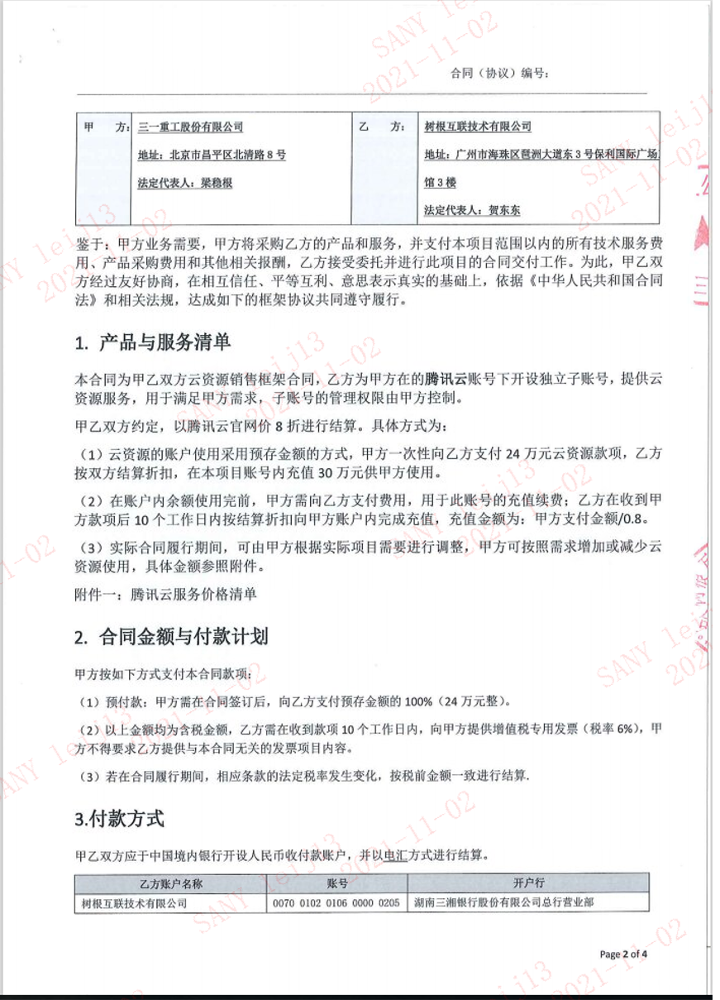 SANY lei
2021-11-02
合同（协议）编号：
甲 方： 三一重工股份有限公司 乙 方： 树根互联技术有限公司
地址：北京市昌平区北清路 8 号 地址：广州市海珠区琶洲大道东 3 号保利国际广场
法定代表人：梁稳根 馆 3 楼
法定代表人：贺东东
鉴于：甲方业务需要，甲方将采购乙方的产品和服务，并支付本项目范围以内的所有技术服务费
用、产品采购费用和其他相关报酬，乙方接受委托并进行此项目的合同交付工作。为此，甲乙双
方经过友好协商，在相互信任、平等互利、意思表示真实的基础上，依据《中华人民共和国合同
法》和相关法规，达成如下的框架协议共同遵守履行。
1. 产品与服务清单
本合同为甲乙双方云资源销售框架合同，乙方为甲方在的腾讯云账号下开设独立子账号，提供云
资源服务，用于满足甲方需求，子账号的管理权限由甲方控制。
甲乙双方约定，以腾讯云官网价 8 折进行结算。具体方式为：
（1）云资源的账户使用采用预存金额的方式，甲方一次性向乙方支付 24 万元云资源款项，乙方
按双方结算折扣，在本项目账号内充值 30 万元供甲方使用。
（2）在账户内余额使用完前，甲方需向乙方支付费用，用于此账号的充值续费；乙方在收到甲
方款项后 10 个工作日内按结算折扣向甲方账户内完成充值，充值金额为：甲方支付金额/0.8。
（3）实际合同履行期间，可由甲方根据实际项目需要进行调整，甲方可按照需求增加或减少云
资源使用，具体金额参照附件。
附件一：腾讯云服务价格清单
2. 合同金额与付款计划
甲方按如下方式支付本合同款项：
（1）预付款：甲方需在合同签订后，向乙方支付预存金额的 100%（24 万元整）。
（2）以上金额均为含税金额，乙方需在收到款项 10 个工作日内，向甲方提供增值税专用发票（税率 6%），甲
方不得要求乙方提供与本合同无关的发票项目内容。
（3）若在合同履行期间，相应条款的法定税率发生变化，按税前金额一致进行结算.
3.付款方式
甲乙双方应于中国境内银行开设人民币收付款账户，并以电汇方式进行结算。
乙方账户名称 账号 开户行
树根互联技术有限公司 0070 0102 0106 0000 0205 湖南三湘银行股份有限公司总行营业部
Page 2 of 4